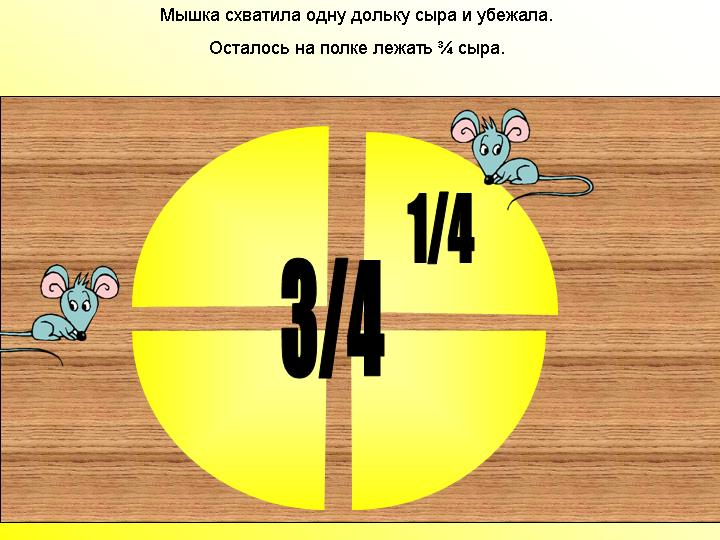 Мышка схватила одну дольку сыра и убежала.
Осталось на полке лежать ¾ сыра.
1/4
3/4